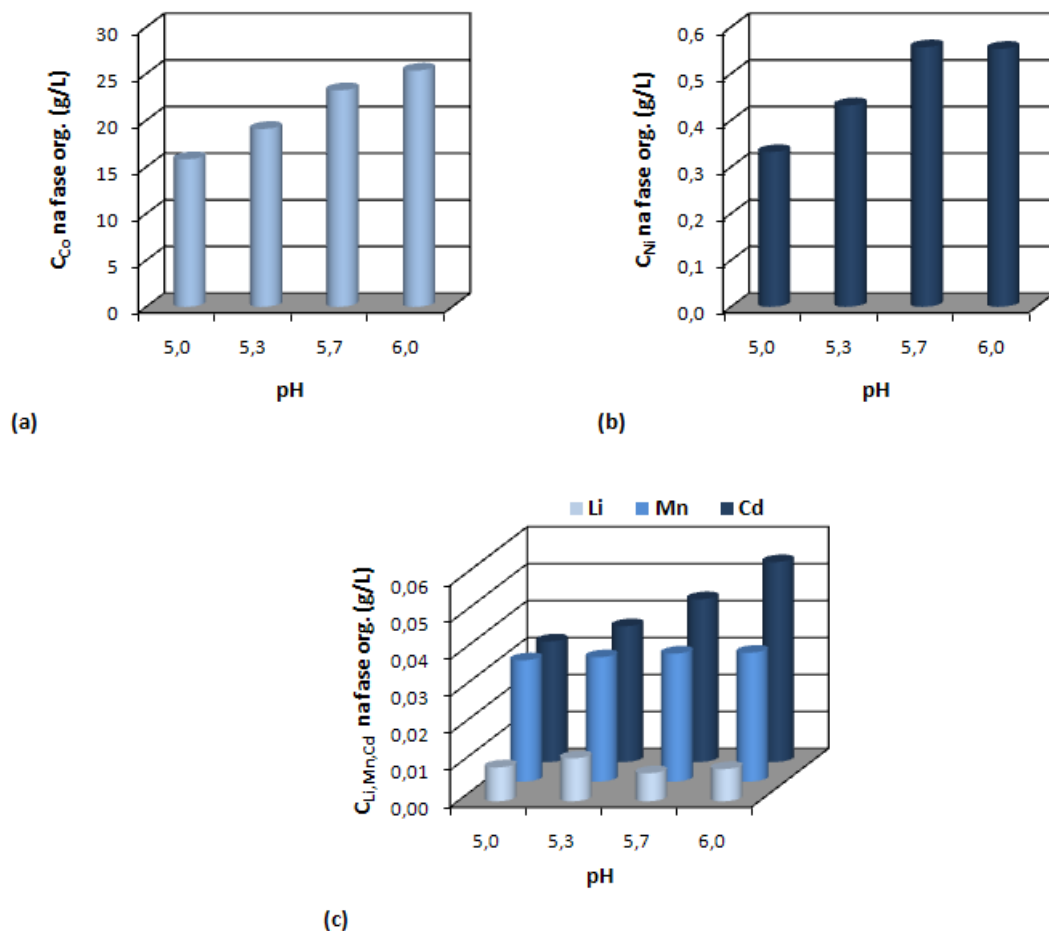 30
25
20
15
10
5
0
C_Co na fase org. (g/L)
5,0 5,3 5,7 6,0
pH
(a)
0,6
0,5
0,4
0,3
0,2
0,1
0,0
C_Ni na fase org. (g/L)
5,0 5,3 5,7 6,0
pH
(b)
Li Mn Cd
0,06
0,05
0,04
0,03
0,02
0,01
0,00
C_Li,Mn,Cd na fase org. (g/L)
5,0 5,3 5,7 6,0
pH
(c)